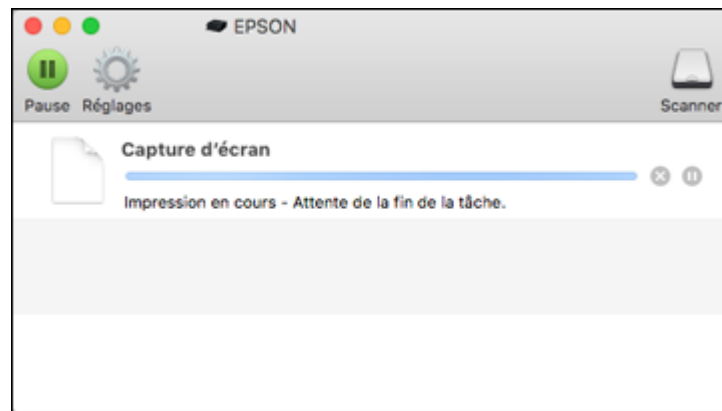 EPSON
Pause Réglages Scanner
Capture d'écran
Impression en cours - Attente de la fin de la tâche.